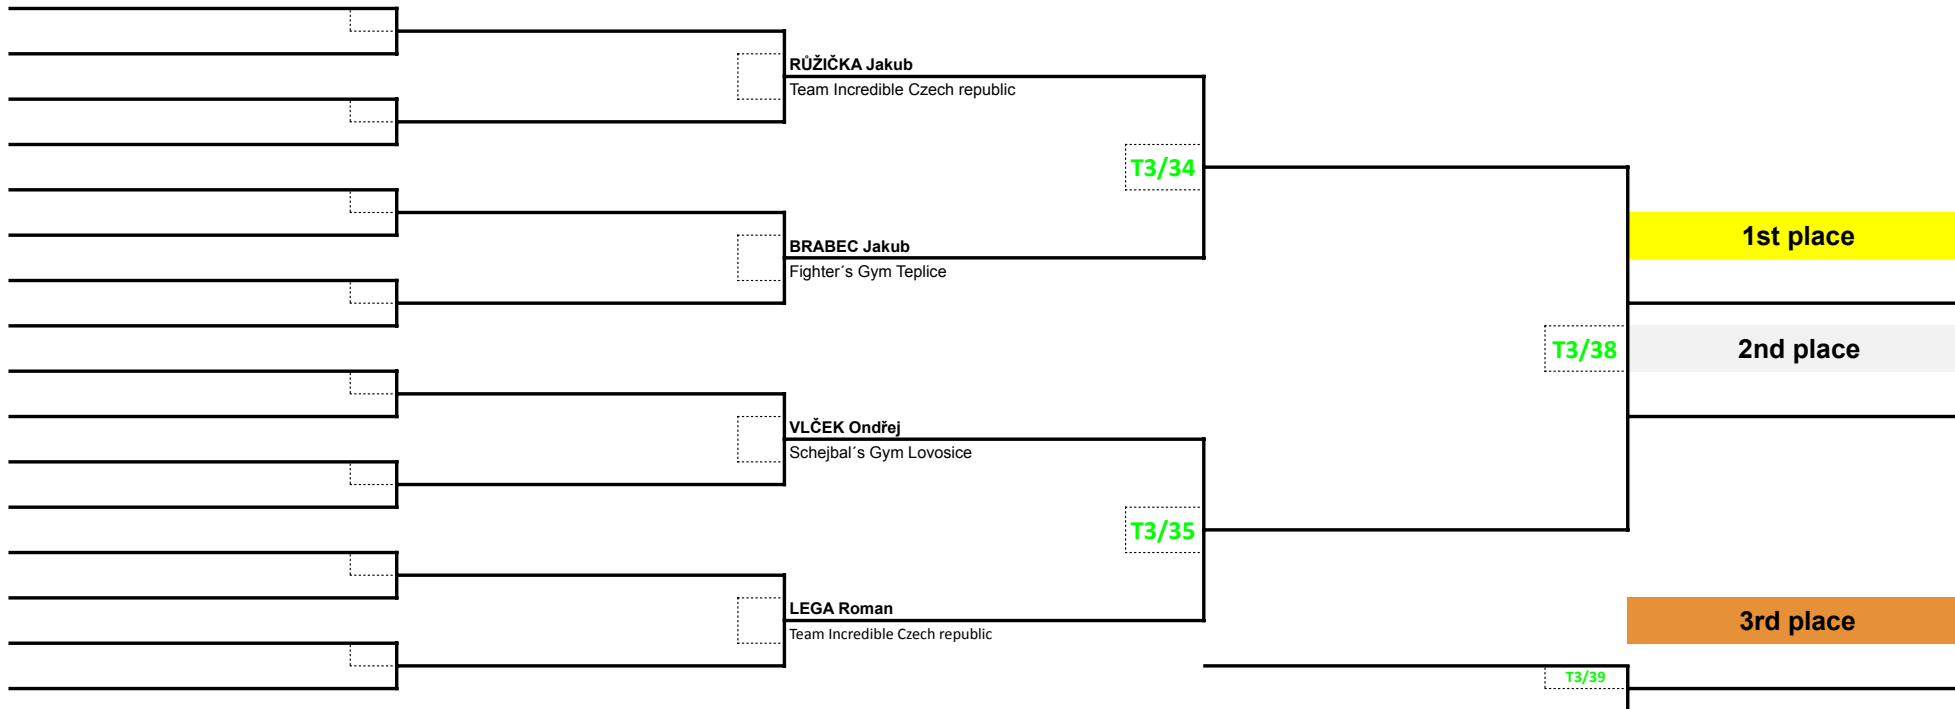 RŮŽIČKA Jakub
Team Incredible Czech republic
T3/34
BRABEC Jakub
Fighter´s Gym Teplice
1st place
T3/38
2nd place
VLČEK Ondřej
Schejbal´s Gym Lovosice
T3/35
LEGA Roman
Team Incredible Czech republic
3rd place
T3/39